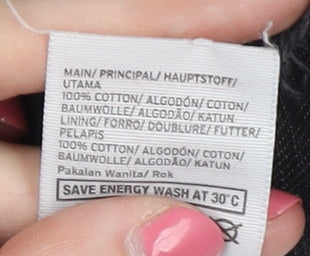 MAIN/ PRINCIPAL/ HAUPTSTOFF/
UTAMA
100% COTTON/ ALGODÓN/ COTON/
BAUMWOLLE/ ALGODÃO/ KATUN
LINING/ FORRO/ DOUBLURE/ FUTTER/
PELAPIS
100% COTTON/ ALGODÓN/ COTON/
BAUMWOLLE/ ALGODÃO/ KATUN
Pakaian Wanita/ Rok
SAVE ENERGY WASH AT 30°C